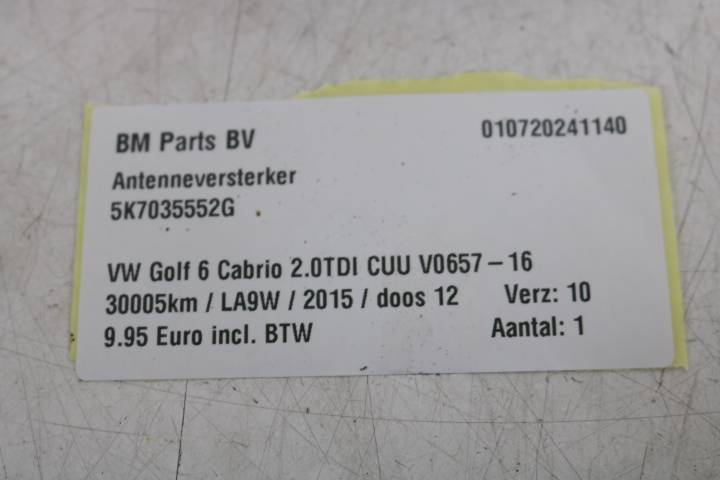 BM Parts BV 010720241140
Antenneversterker
5K7035552G
VW Golf 6 Cabrio 2.0TDI CUU V0657 – 16
30005km / LA9W / 2015 / doos 12 Verz: 10
9.95 Euro incl. BTW Aantal: 1